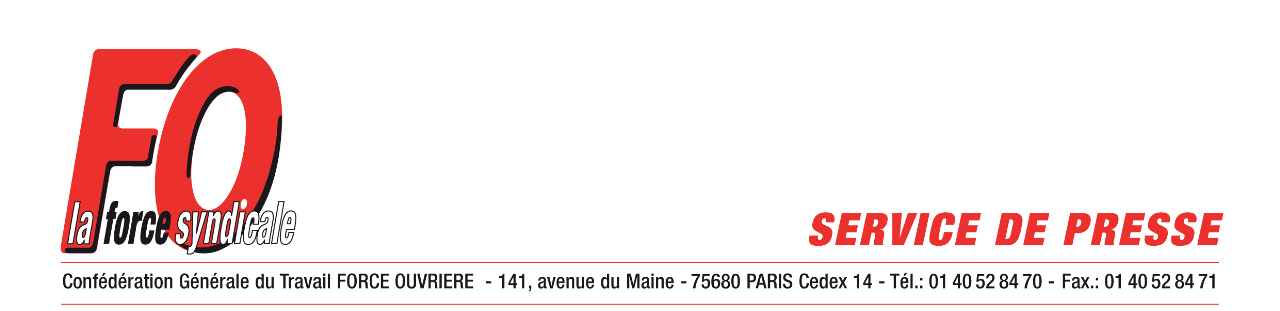 FO
la force syndicale
SERVICE DE PRESSE
Confédération Générale du Travail FORCE OUVRIERE - 141, avenue du Maine - 75680 PARIS Cedex 14 - Tél.: 01 40 52 84 70 - Fax.: 01 40 52 84 71